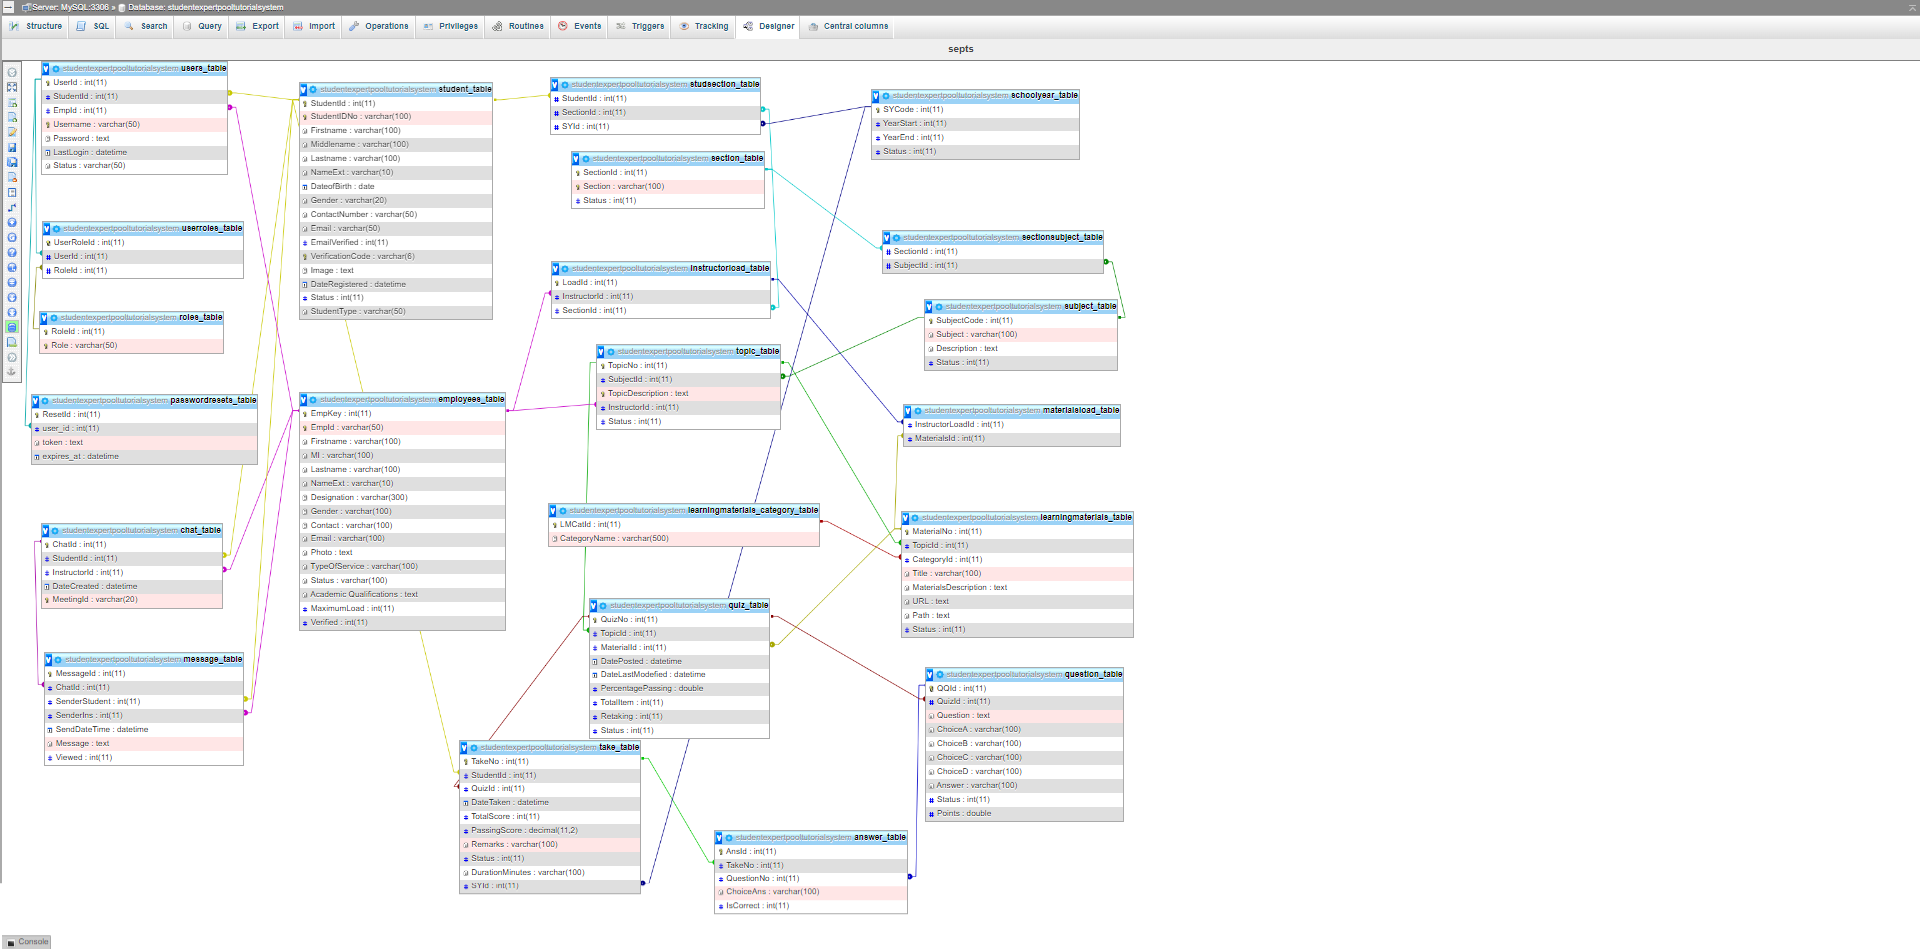 Server: MySQL:3306 » Database: studentexpertpooltutorialsystem
Structure SQL Search Query Export Import Operations Privileges Routines Events Triggers Tracking Designer Central columns
septs
studentexpertpooltutorialsystem users_table
UserId : int(11)
StudentId : int(11)
EmpId : int(11)
Username : varchar(50)
Password : text
LastLogin : datetime
Status : varchar(50)
studentexpertpooltutorialsystem userroles_table
UserRoleId : int(11)
UserId : int(11)
RoleId : int(11)
studentexpertpooltutorialsystem roles_table
RoleId : int(11)
Role : varchar(50)
studentexpertpooltutorialsystem passwordresets_table
ResetId : int(11)
user_id : int(11)
token : text
expires_at : datetime
studentexpertpooltutorialsystem chat_table
ChatId : int(11)
StudentId : int(11)
InstructorId : int(11)
DateCreated : datetime
MeetingId : varchar(20)
studentexpertpooltutorialsystem message_table
MessageId : int(11)
ChatId : int(11)
SenderStudent : int(11)
SenderIns : int(11)
SendDateTime : datetime
Message : text
Viewed : int(11)
studentexpertpooltutorialsystem student_table
StudentId : int(11)
StudentIDNo : varchar(100)
Firstname : varchar(100)
Middlename : varchar(100)
Lastname : varchar(100)
NameExt : varchar(10)
DateofBirth : date
Gender : varchar(20)
ContactNumber : varchar(50)
Email : varchar(50)
EmailVerified : int(11)
VerificationCode : varchar(6)
Image : text
DateRegistered : datetime
Status : int(11)
StudentType : varchar(50)
studentexpertpooltutorialsystem employees_table
EmpKey : int(11)
EmpId : varchar(50)
Firstname : varchar(100)
MI : varchar(100)
Lastname : varchar(100)
NameExt : varchar(10)
Designation : varchar(300)
Gender : varchar(100)
Contact : varchar(100)
Email : varchar(100)
Photo : text
TypeOfService : varchar(100)
Status : varchar(100)
Academic Qualifications : text
MaximumLoad : int(11)
Verified : int(11)
studentexpertpooltutorialsystem studsection_table
StudentId : int(11)
SectionId : int(11)
SYId : int(11)
studentexpertpooltutorialsystem section_table
SectionId : int(11)
Section : varchar(100)
Status : int(11)
studentexpertpooltutorialsystem instructorload_table
LoadId : int(11)
InstructorId : int(11)
SectionId : int(11)
studentexpertpooltutorialsystem topic_table
TopicNo : int(11)
SubjectId : int(11)
TopicDescription : text
InstructorId : int(11)
Status : int(11)
studentexpertpooltutorialsystem learningmaterials_category_table
LMCatId : int(11)
CategoryName : varchar(500)
studentexpertpooltutorialsystem quiz_table
QuizNo : int(11)
TopicId : int(11)
MaterialId : int(11)
DatePosted : datetime
DateLastModefied : datetime
PercentagePassing : double
TotalItem : int(11)
Retaking : int(11)
Status : int(11)
studentexpertpooltutorialsystem take_table
TakeNo : int(11)
StudentId : int(11)
QuizId : int(11)
DateTaken : datetime
TotalScore : int(11)
PassingScore : decimal(11,2)
Remarks : varchar(100)
Status : int(11)
DurationMinutes : varchar(100)
SYId : int(11)
studentexpertpooltutorialsystem answer_table
AnsId : int(11)
TakeNo : int(11)
QuestionNo : int(11)
ChoiceAns : varchar(100)
IsCorrect : int(11)
studentexpertpooltutorialsystem schoolyear_table
SYCode : int(11)
YearStart : int(11)
YearEnd : int(11)
Status : int(11)
studentexpertpooltutorialsystem sectionsubject_table
SectionId : int(11)
SubjectId : int(11)
studentexpertpooltutorialsystem subject_table
SubjectCode : int(11)
Subject : varchar(100)
Description : text
Status : int(11)
studentexpertpooltutorialsystem materialsload_table
InstructorLoadId : int(11)
MaterialsId : int(11)
studentexpertpooltutorialsystem learningmaterials_table
MaterialNo : int(11)
TopicId : int(11)
CategoryId : int(11)
Title : varchar(100)
MaterialsDescription : text
URL : text
Path : text
Status : int(11)
studentexpertpooltutorialsystem question_table
QQId : int(11)
QuizId : int(11)
Question : text
ChoiceA : varchar(100)
ChoiceB : varchar(100)
ChoiceC : varchar(100)
ChoiceD : varchar(100)
Answer : varchar(100)
Status : int(11)
Points : double
Console